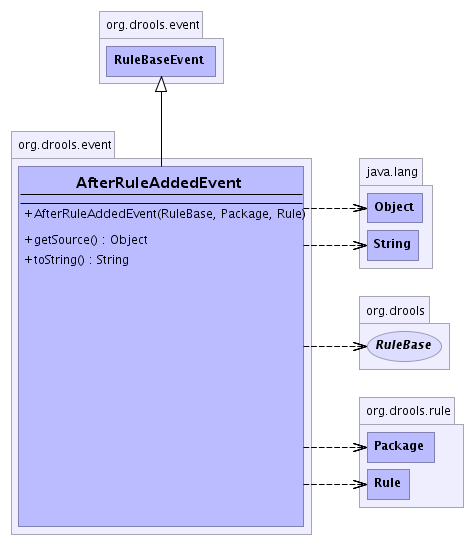 org.drools.event
RuleBaseEvent
org.drools.event
AfterRuleAddedEvent
+AfterRuleAddedEvent(RuleBase, Package, Rule)
+getSource() : Object
+toString() : String
java.lang
Object
String
org.drools
RuleBase
org.drools.rule
Package
Rule